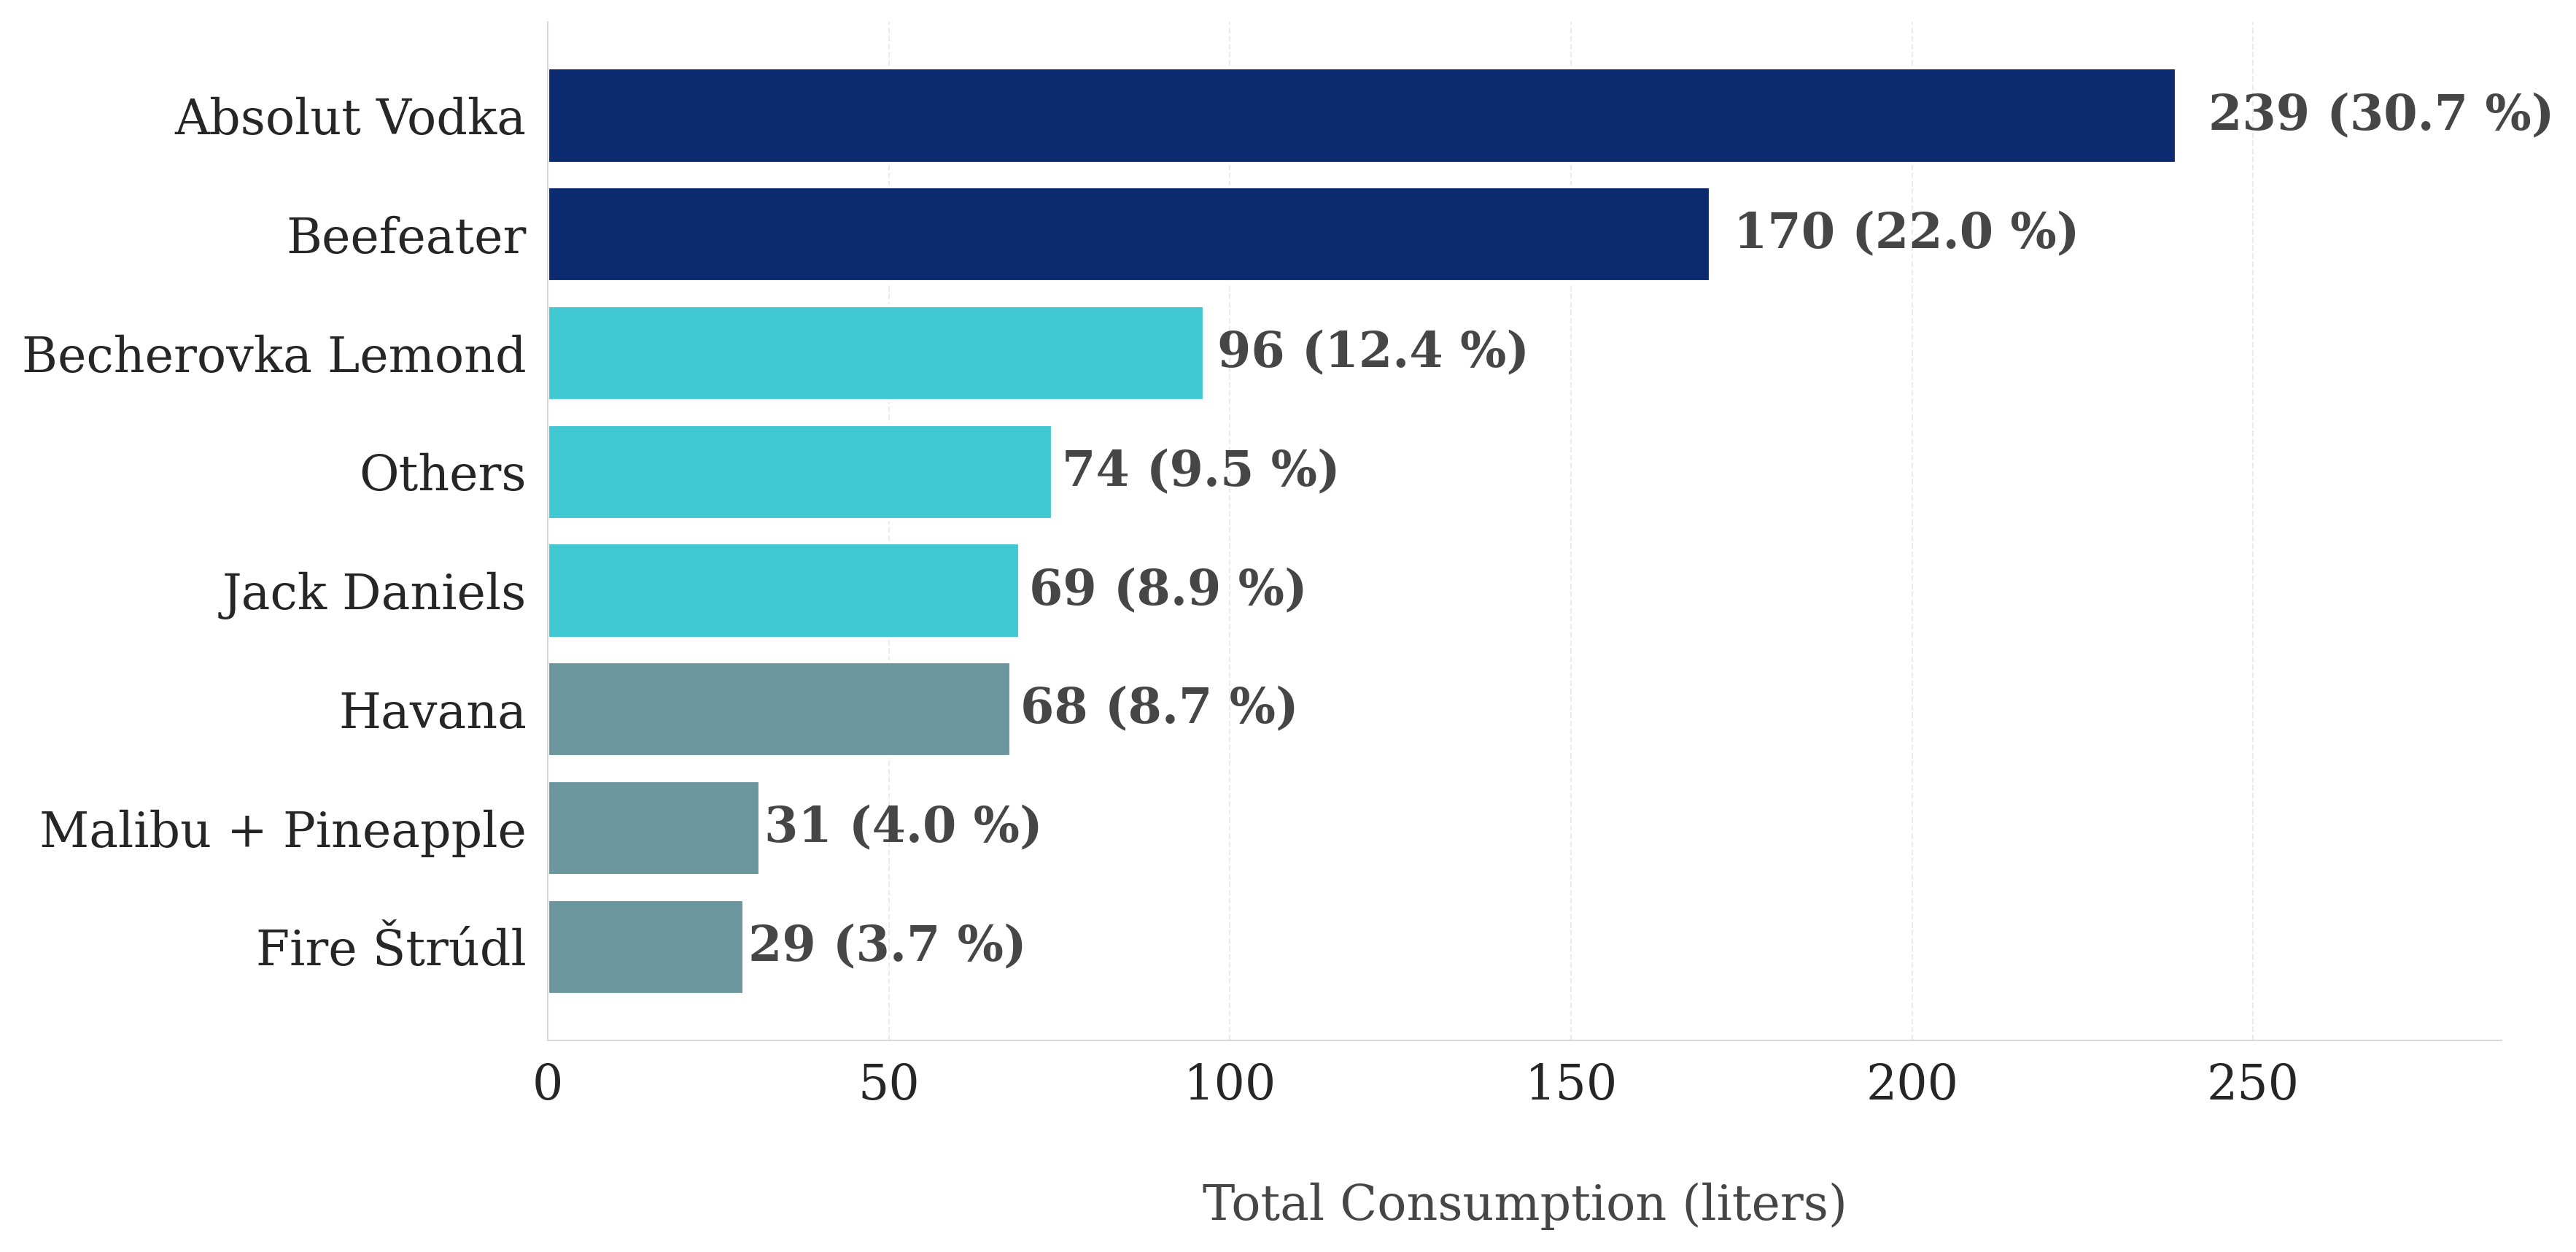 Absolut Vodka 239 (30.7 %)
Beefeater 170 (22.0 %)
Becherovka Lemond 96 (12.4 %)
Others 74 (9.5 %)
Jack Daniels 69 (8.9 %)
Havana 68 (8.7 %)
Malibu + Pineapple 31 (4.0 %)
Fire Štrúdl 29 (3.7 %)
0 50 100 150 200 250
Total Consumption (liters)